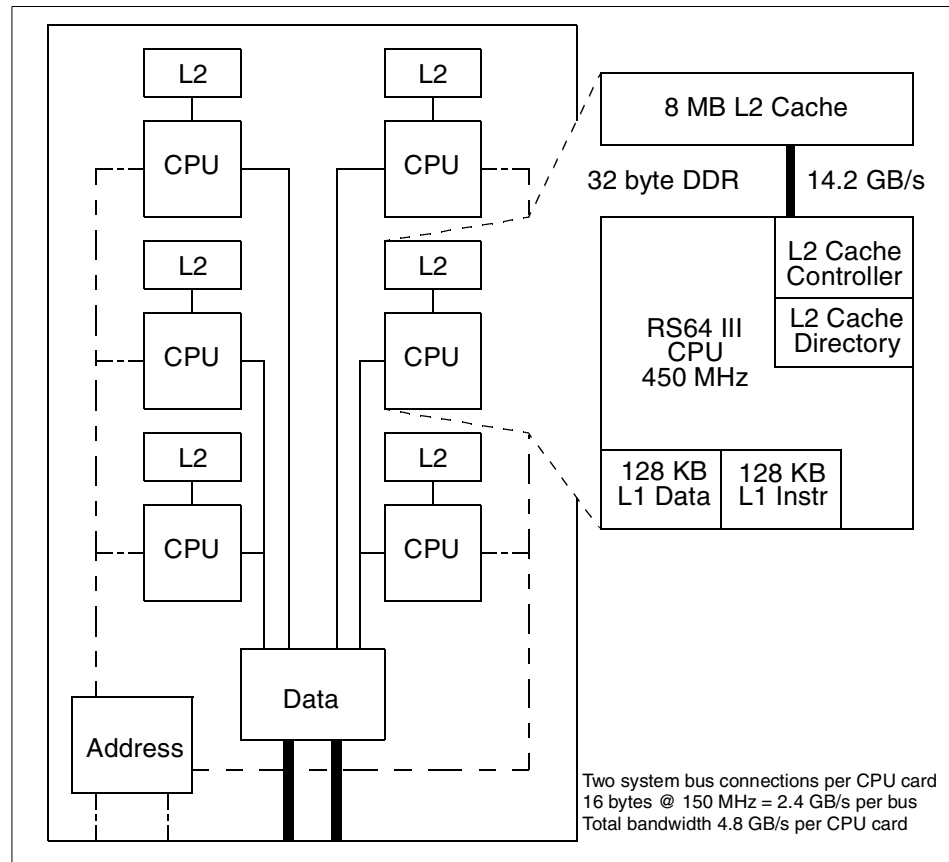 L2
L2
CPU
CPU
L2
L2
CPU
CPU
L2
L2
CPU
CPU
Data
Address
8 MB L2 Cache
32 byte DDR
14.2 GB/s
L2 Cache
Controller
L2 Cache
Directory
RS64 III
CPU
450 MHz
128 KB
L1 Data
128 KB
L1 Instr
Two system bus connections per CPU card
16 bytes @ 150 MHz = 2.4 GB/s per bus
Total bandwidth 4.8 GB/s per CPU card